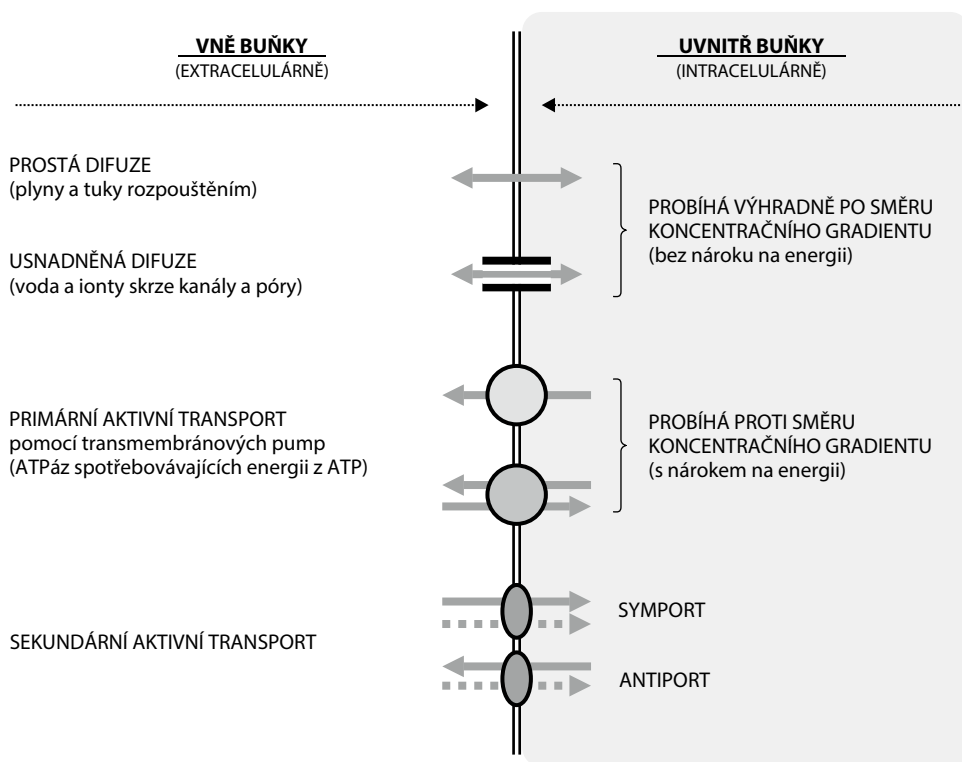 VNĚ BUŇKY
(EXTRACELULÁRNĚ)
UVNITŘ BUŇKY
(INTRACELULÁRNĚ)
PROSTÁ DIFUZE
(plyny a tuky rozpouštěním)
PROBÍHÁ VÝHRADNĚ PO SMĚRU
KONCENTRAČNÍHO GRADIENTU
(bez nároku na energii)
USNADNĚNÁ DIFUZE
(voda a ionty skrze kanály a póry)
PRIMÁRNÍ AKTIVNÍ TRANSPORT
pomocí transmembránových pump
(ATPáz spotřebovávajících energii z ATP)
PROBÍHÁ PROTI SMĚRU
KONCENTRAČNÍHO GRADIENTU
(s nárokem na energii)
SEKUNDÁRNÍ AKTIVNÍ TRANSPORT
SYMPORT
ANTIPORT